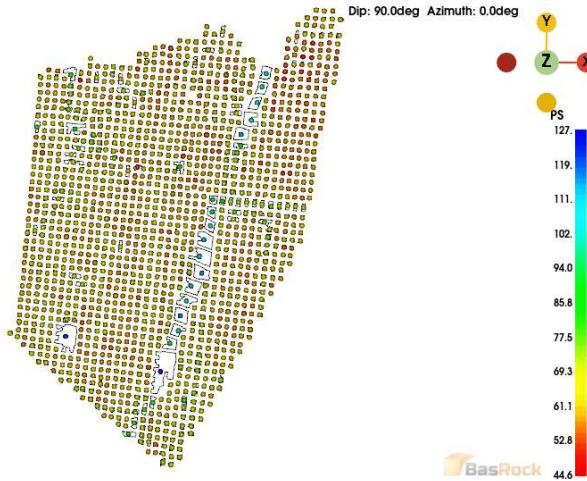 Dip: 90.0deg Azimuth: 0.0deg
Y
Z
X
PS
127.
119.
111.
102.
94.0
85.8
77.5
69.3
61.1
52.8
44.6
BasRock